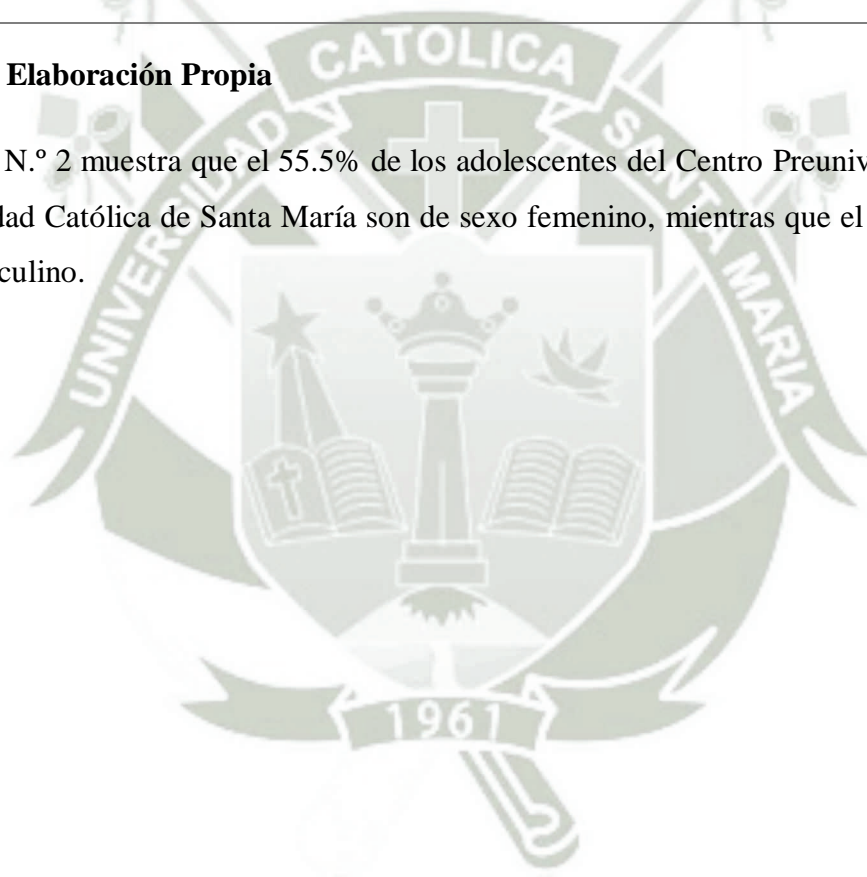 Elaboración Propia
N.º 2 muestra que el 55.5% de los adolescentes del Centro Preuniv
dad Católica de Santa María son de sexo femenino, mientras que el
culino.
UNIVERSIDAD CATOLICA SANTA MARIA
1961